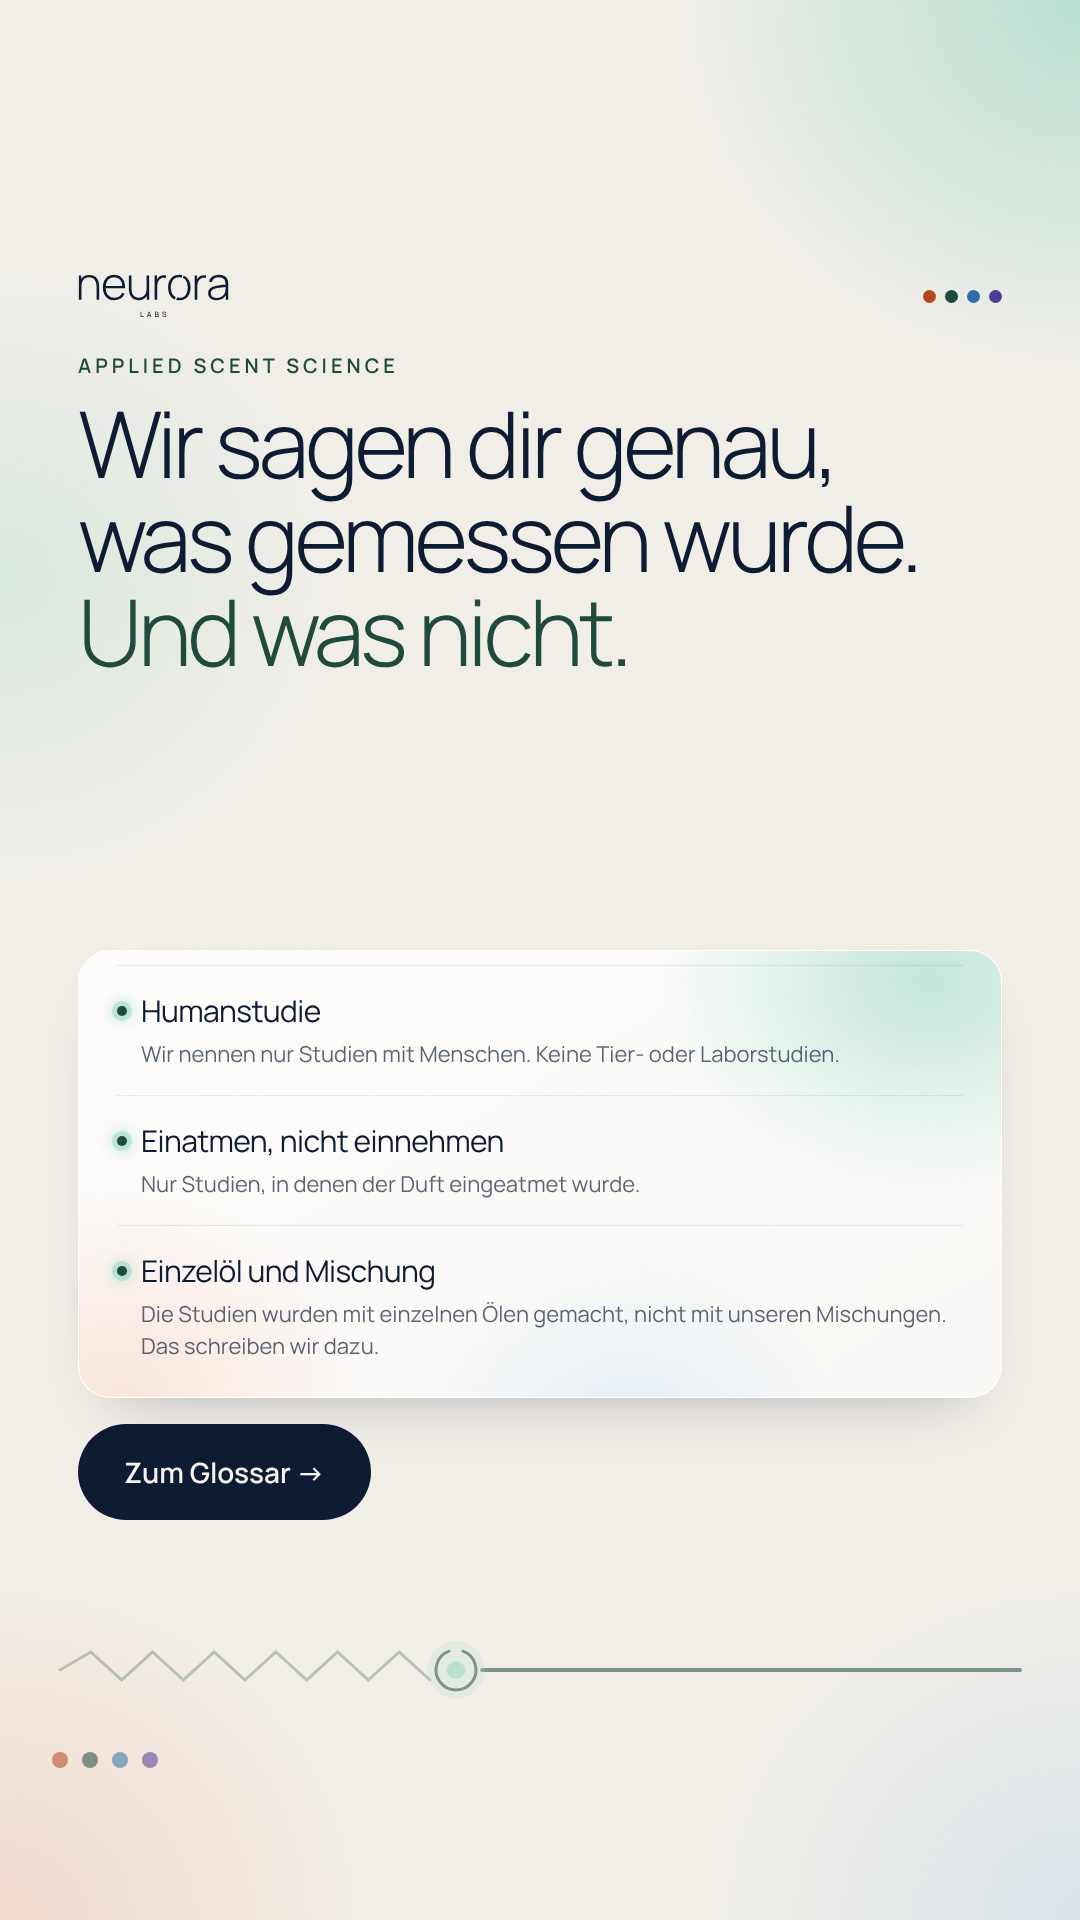 neurora
LABS
APPLIED SCENT SCIENCE
Wir sagen dir genau,
was gemessen wurde.
Und was nicht.
Humanstudie
Wir nennen nur Studien mit Menschen. Keine Tier- oder Laborstudien.
Einatmen, nicht einnehmen
Nur Studien, in denen der Duft eingeatmet wurde.
Einzelöl und Mischung
Die Studien wurden mit einzelnen Ölen gemacht, nicht mit unseren Mischungen.
Das schreiben wir dazu.
Zum Glossar →